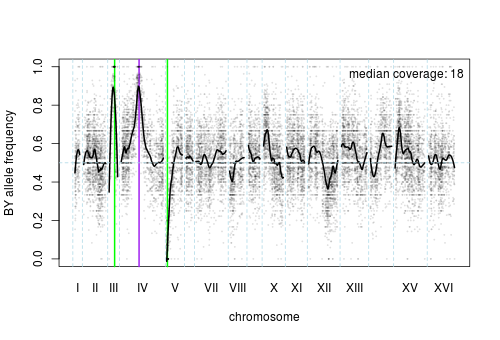 median coverage: 18
BY allele frequency
1.0
0.8
0.6
0.4
0.2
0.0
I II III IV V VII VIII X XI XII XIII XV XVI
chromosome